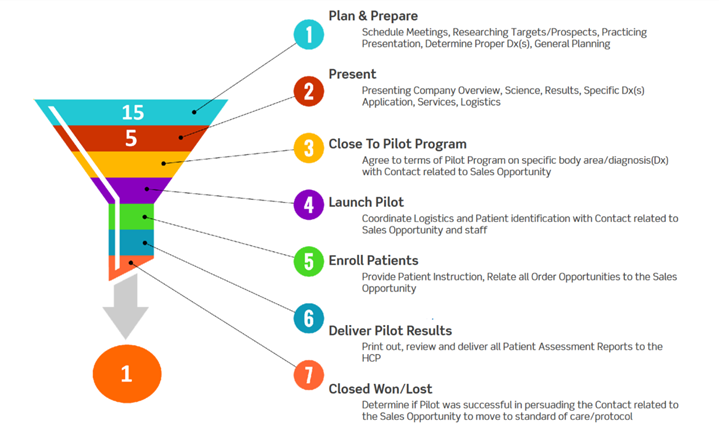 Plan & Prepare
1
Schedule Meetings, Researching Targets/Prospects, Practicing
Presentation, Determine Proper Dx(s), General Planning
Present
2
Presenting Company Overview, Science, Results, Specific Dx(s)
Application, Services, Logistics
15
5
Close To Pilot Program
3
Agree to terms of Pilot Program on specific body area/diagnosis(Dx)
with Contact related to Sales Opportunity
Launch Pilot
4
Coordinate Logistics and Patient identification with Contact related to
Sales Opportunity and staff
Enroll Patients
5
Provide Patient Instruction, Relate all Order Opportunities to the Sales
Opportunity
6
Deliver Pilot Results
Print out, review and deliver all Patient Assessment Reports to the
HCP
7
Closed Won/Lost
Determine if Pilot was successful in persuading the Contact related to
the Sales Opportunity to move to standard of care/protocol
1